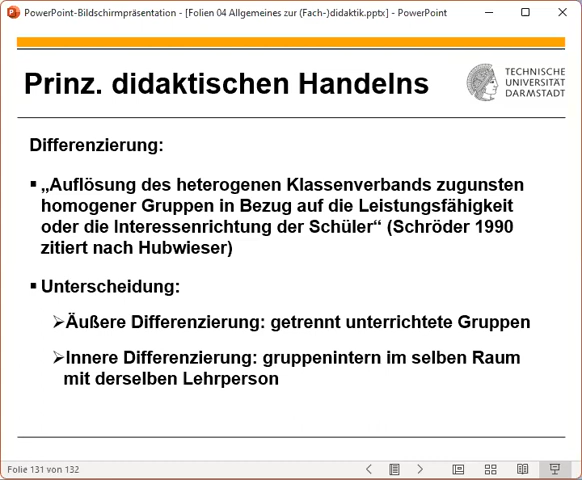 PowerPoint-Bildschirmpräsentation - [Folien 04 Allgemeines zur (Fach-)didaktik.pptx] - PowerPoint
Prinz. didaktischen Handelns
TECHNISCHE
UNIVERSITÄT
DARMSTADT
Differenzierung:
▪ „Auflösung des heterogenen Klassenverbands zugunsten
homogener Gruppen in Bezug auf die Leistungsfähigkeit
oder die Interessenrichtung der Schüler“ (Schröder 1990
zitiert nach Hubwieser)
▪ Unterscheidung:
➢Äußere Differenzierung: getrennt unterrichtete Gruppen
➢Innere Differenzierung: gruppenintern im selben Raum
mit derselben Lehrperson
Folie 131 von 132